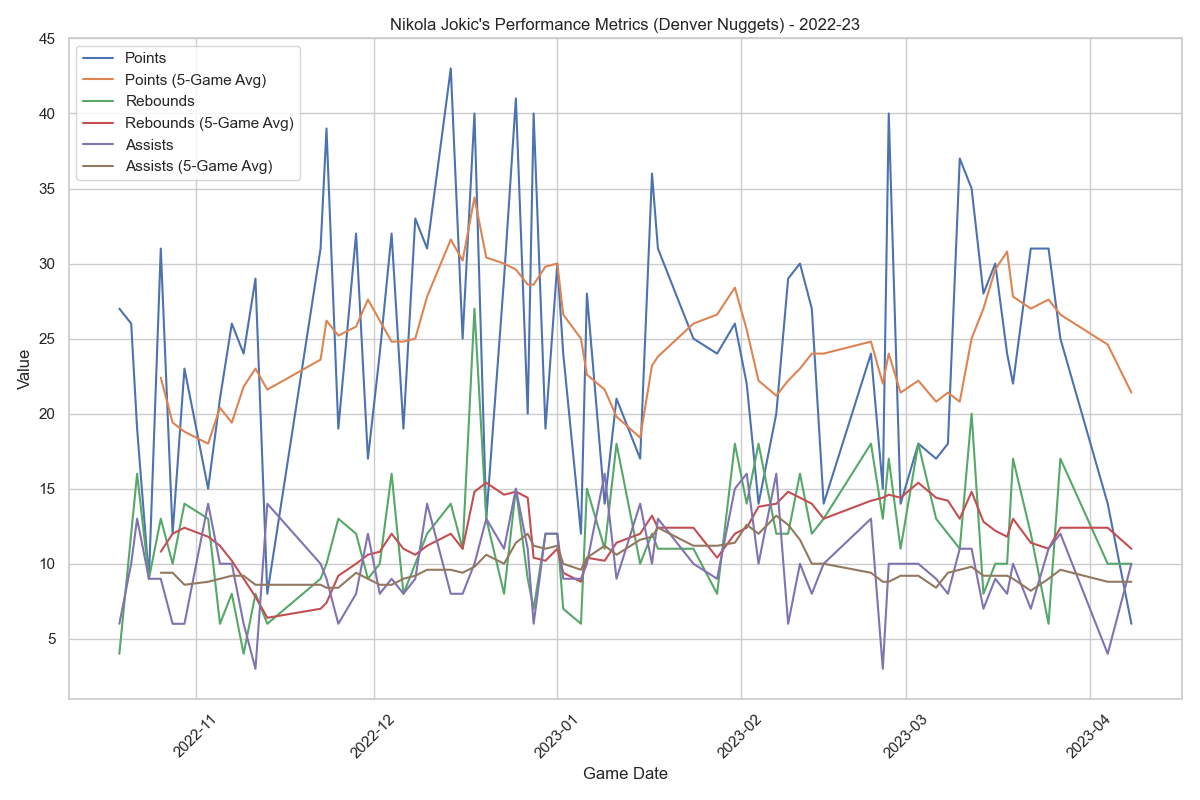 Nikola Jokic's Performance Metrics (Denver Nuggets) - 2022-23
Points
Points (5-Game Avg)
Rebounds
Rebounds (5-Game Avg)
Assists
Assists (5-Game Avg)
Value
45
40
35
30
25
20
15
10
5
2022-11
2022-12
2023-01
2023-02
2023-03
2023-04
Game Date